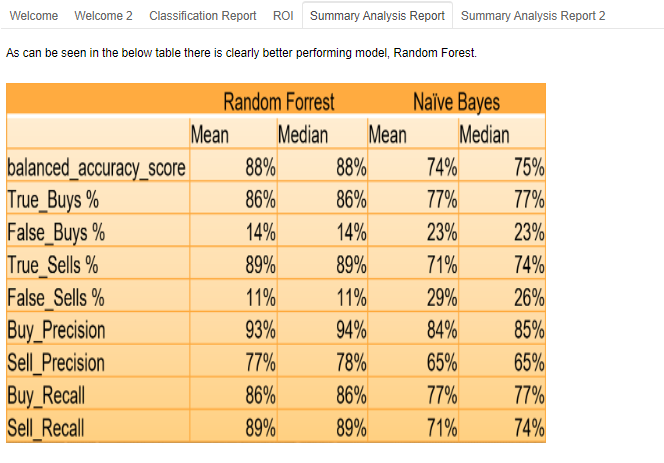 Welcome Welcome 2 Classification Report ROI Summary Analysis Report Summary Analysis Report 2
As can be seen in the below table there is clearly better performing model, Random Forest.
Random Forrest Naïve Bayes
Mean Median Mean Median
balanced_accuracy_score 88% 88% 74% 75%
True_Buys % 86% 86% 77% 77%
False_Buys % 14% 14% 23% 23%
True_Sells % 89% 89% 71% 74%
False_Sells % 11% 11% 29% 26%
Buy_Precision 93% 94% 84% 85%
Sell_Precision 77% 78% 65% 65%
Buy_Recall 86% 86% 77% 77%
Sell_Recall 89% 89% 71% 74%